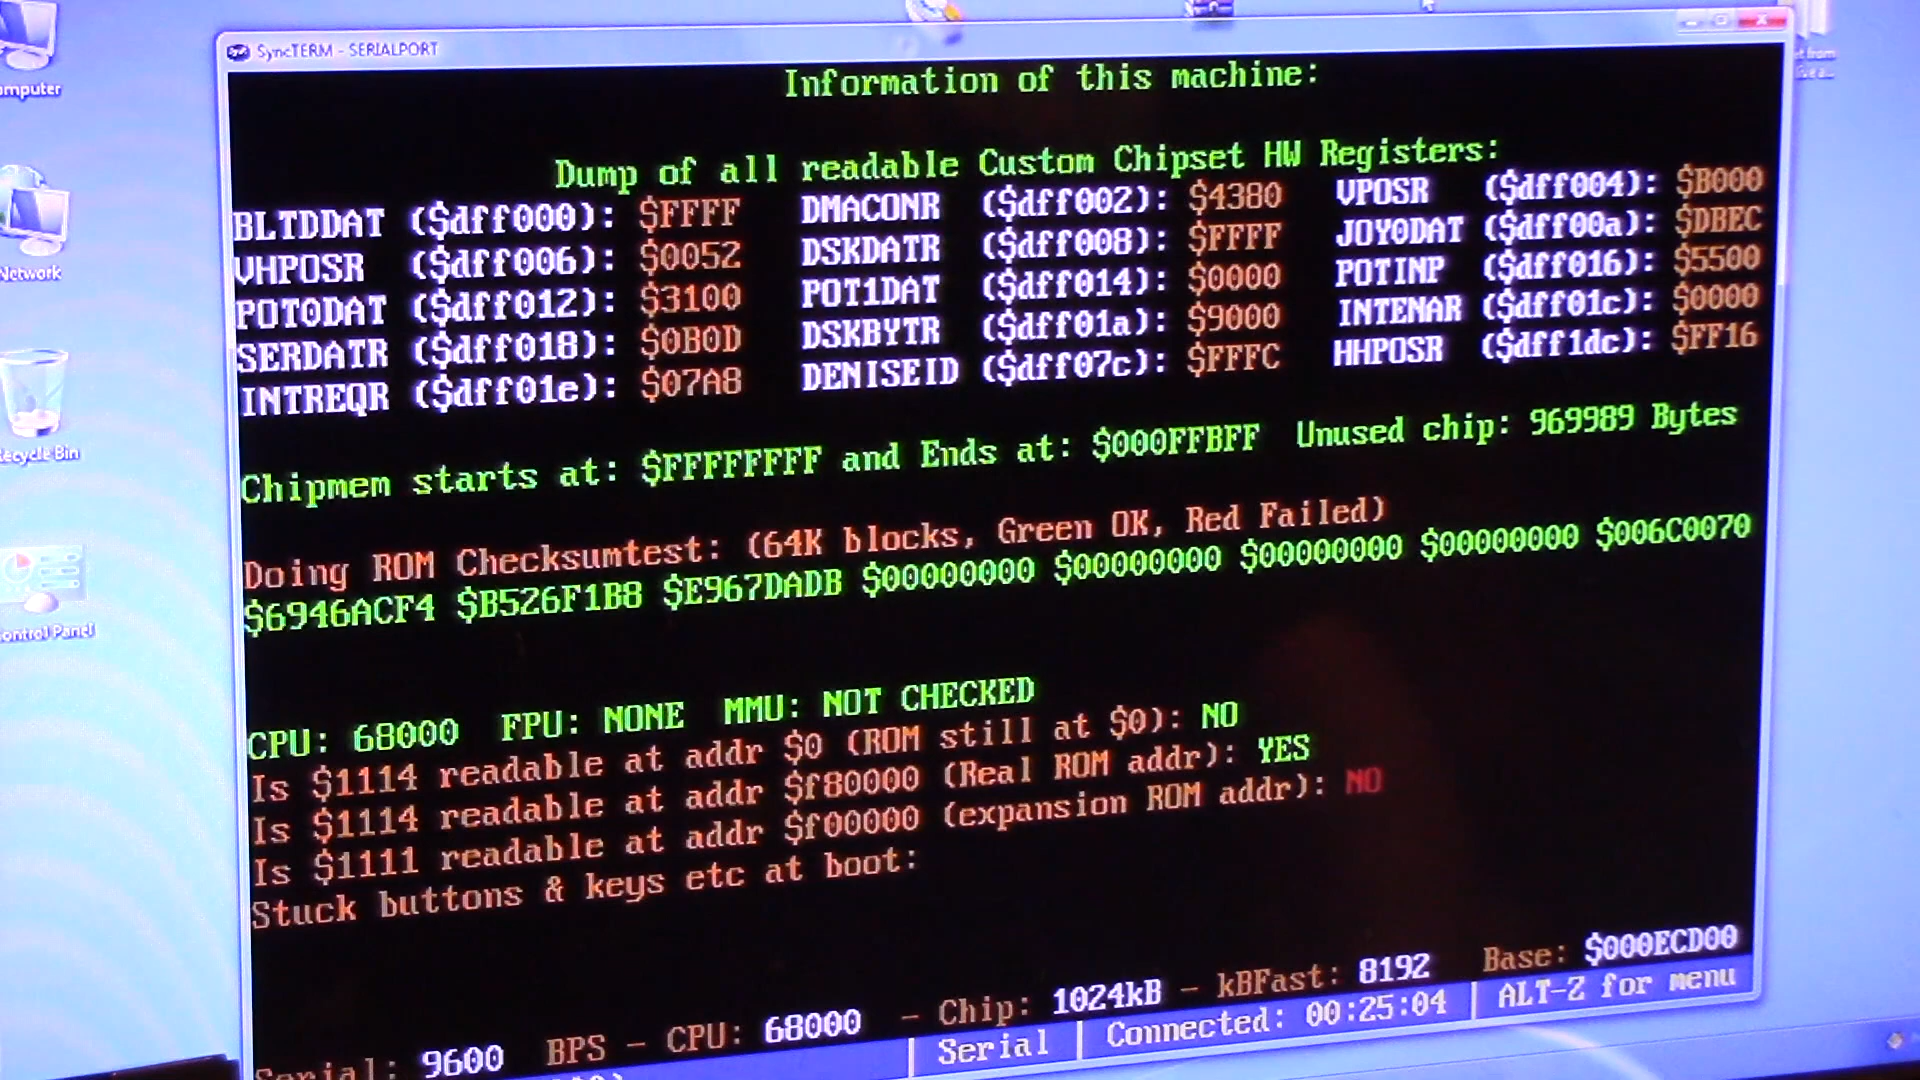 SyncTERM - SERIALPORT
Information of this machine:
Dump of all readable Custom Chipset HW Registers:
BLTDDAT ($dff000): $FFFF DMACONR ($dff002): $4380 VPOSR ($dff004): $B000
VHPOSR ($dff006): $0052 DSKDATR ($dff008): $FFFF JOY0DAT ($dff00a): $DBEC
POT0DAT ($dff012): $3100 POT1DAT ($dff014): $0000 POTINP ($dff016): $5500
SERDATR ($dff018): $0B0D DSKBYTR ($dff01a): $9000 INTENAR ($dff01c): $0000
INTREQR ($dff01e): $07A8 DENISEID ($dff07c): $FFFC HHPOSR ($dff1dc): $FF16
Chipmem starts at: $FFFFFFFF and Ends at: $000FFBFF Unused chip: 969989 Bytes
Doing ROM Checksumtest: (64K blocks, Green OK, Red Failed)
$6946ACF4 $B526F1B8 $E967DADB $00000000 $00000000 $00000000 $00000000 $006C0070
CPU: 68000 FPU: NONE MMU: NOT CHECKED
Is $1114 readable at addr $0 (ROM still at $0): NO
Is $1114 readable at addr $f80000 (Real ROM addr): YES
Is $1111 readable at addr $f00000 (expansion ROM addr): NO
Stuck buttons & keys etc at boot:
Serial: 9600 BPS - CPU: 68000 - Chip: 1024kB - kBFast: 8192 Base: $000ECD00
Serial | Connected: 00:25:04 | ALT-Z for menu
omputer
Network
ecycle Bin
ontrol Panel